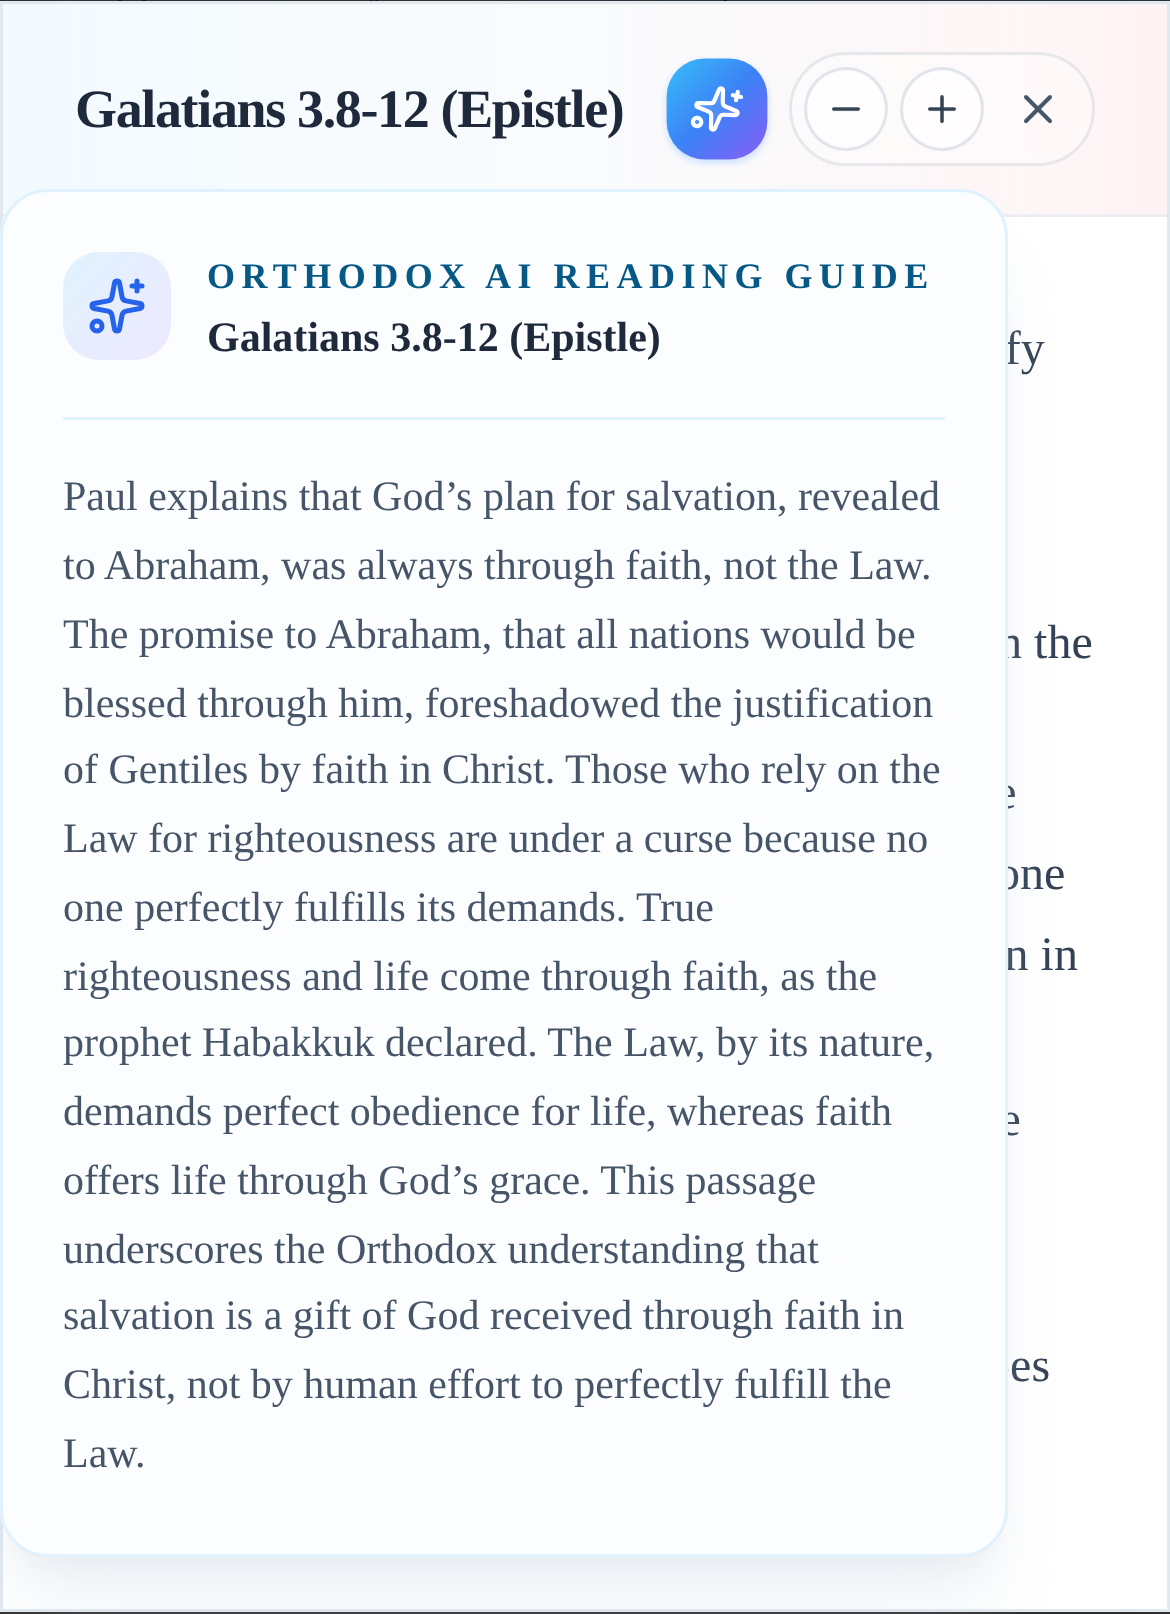 Galatians 3.8-12 (Epistle)
ORTHODOX AI READING GUIDE
Galatians 3.8-12 (Epistle)
Paul explains that God’s plan for salvation, revealed
to Abraham, was always through faith, not the Law.
The promise to Abraham, that all nations would be
blessed through him, foreshadowed the justification
of Gentiles by faith in Christ. Those who rely on the
Law for righteousness are under a curse because no
one perfectly fulfills its demands. True
righteousness and life come through faith, as the
prophet Habakkuk declared. The Law, by its nature,
demands perfect obedience for life, whereas faith
offers life through God’s grace. This passage
underscores the Orthodox understanding that
salvation is a gift of God received through faith in
Christ, not by human effort to perfectly fulfill the
Law.
the
in